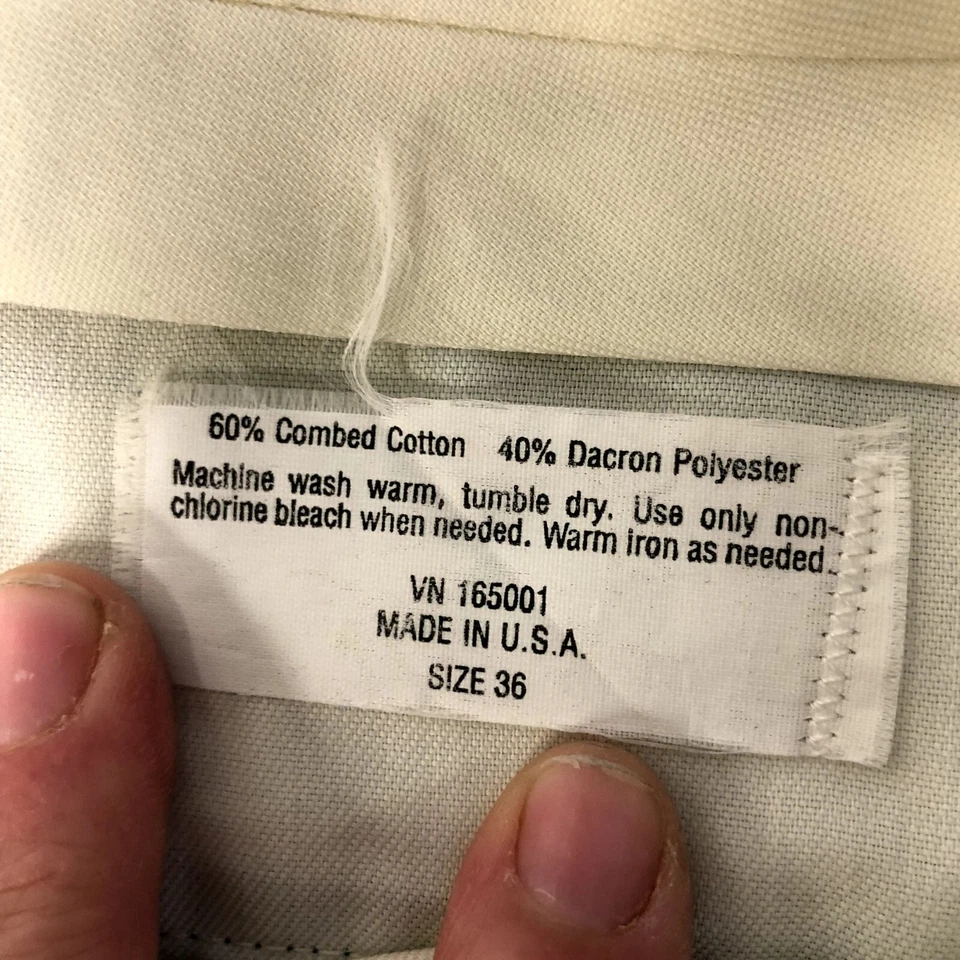 60% Combed Cotton 40% Dacron Polyester
Machine wash warm, tumble dry. Use only non-
chlorine bleach when needed. Warm iron as needed.
VN 165001
MADE IN U.S.A.
SIZE 36